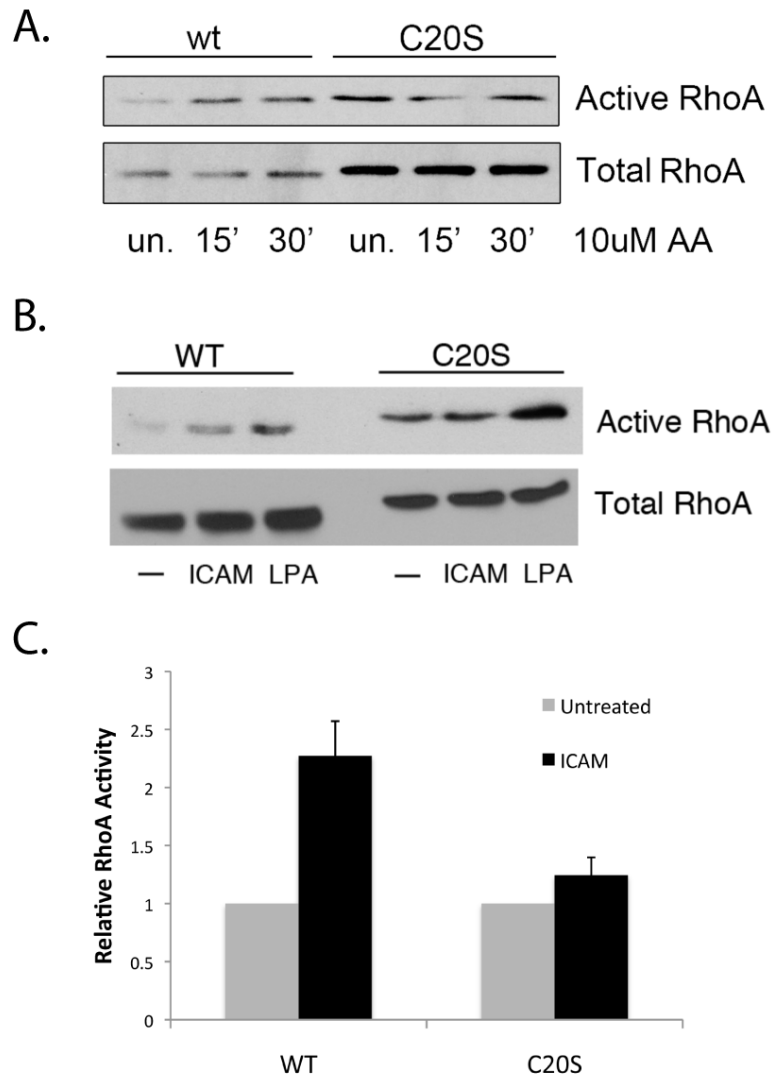 A.
wt C20S
Active RhoA
Total RhoA
un. 15’ 30’ un. 15’ 30’ 10uM AA
B.
WT C20S
Active RhoA
Total RhoA
— ICAM LPA — ICAM LPA
C.
3
2.5
2
1.5
1
0.5
0
Relative RhoA Activity
Untreated
ICAM
WT C20S